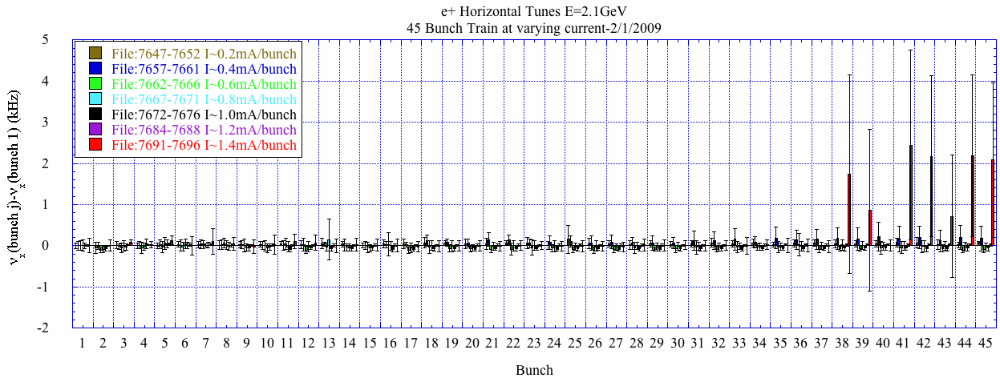 e+ Horizontal Tunes E=2.1GeV
45 Bunch Train at varying current-2/1/2009
File:7647-7652 I~0.2mA/bunch
File:7657-7661 I~0.4mA/bunch
File:7662-7666 I~0.6mA/bunch
File:7667-7671 I~0.8mA/bunch
File:7672-7676 I~1.0mA/bunch
File:7684-7688 I~1.2mA/bunch
File:7691-7696 I~1.4mA/bunch
νx(bunch j)-νx(bunch 1) (kHz)
5
4
3
2
1
0
-1
-2
1 2 3 4 5 6 7 8 9 10 11 12 13 14 15 16 17 18 19 20 21 22 23 24 25 26 27 28 29 30 31 32 33 34 35 36 37 38 39 40 41 42 43 44 45
Bunch